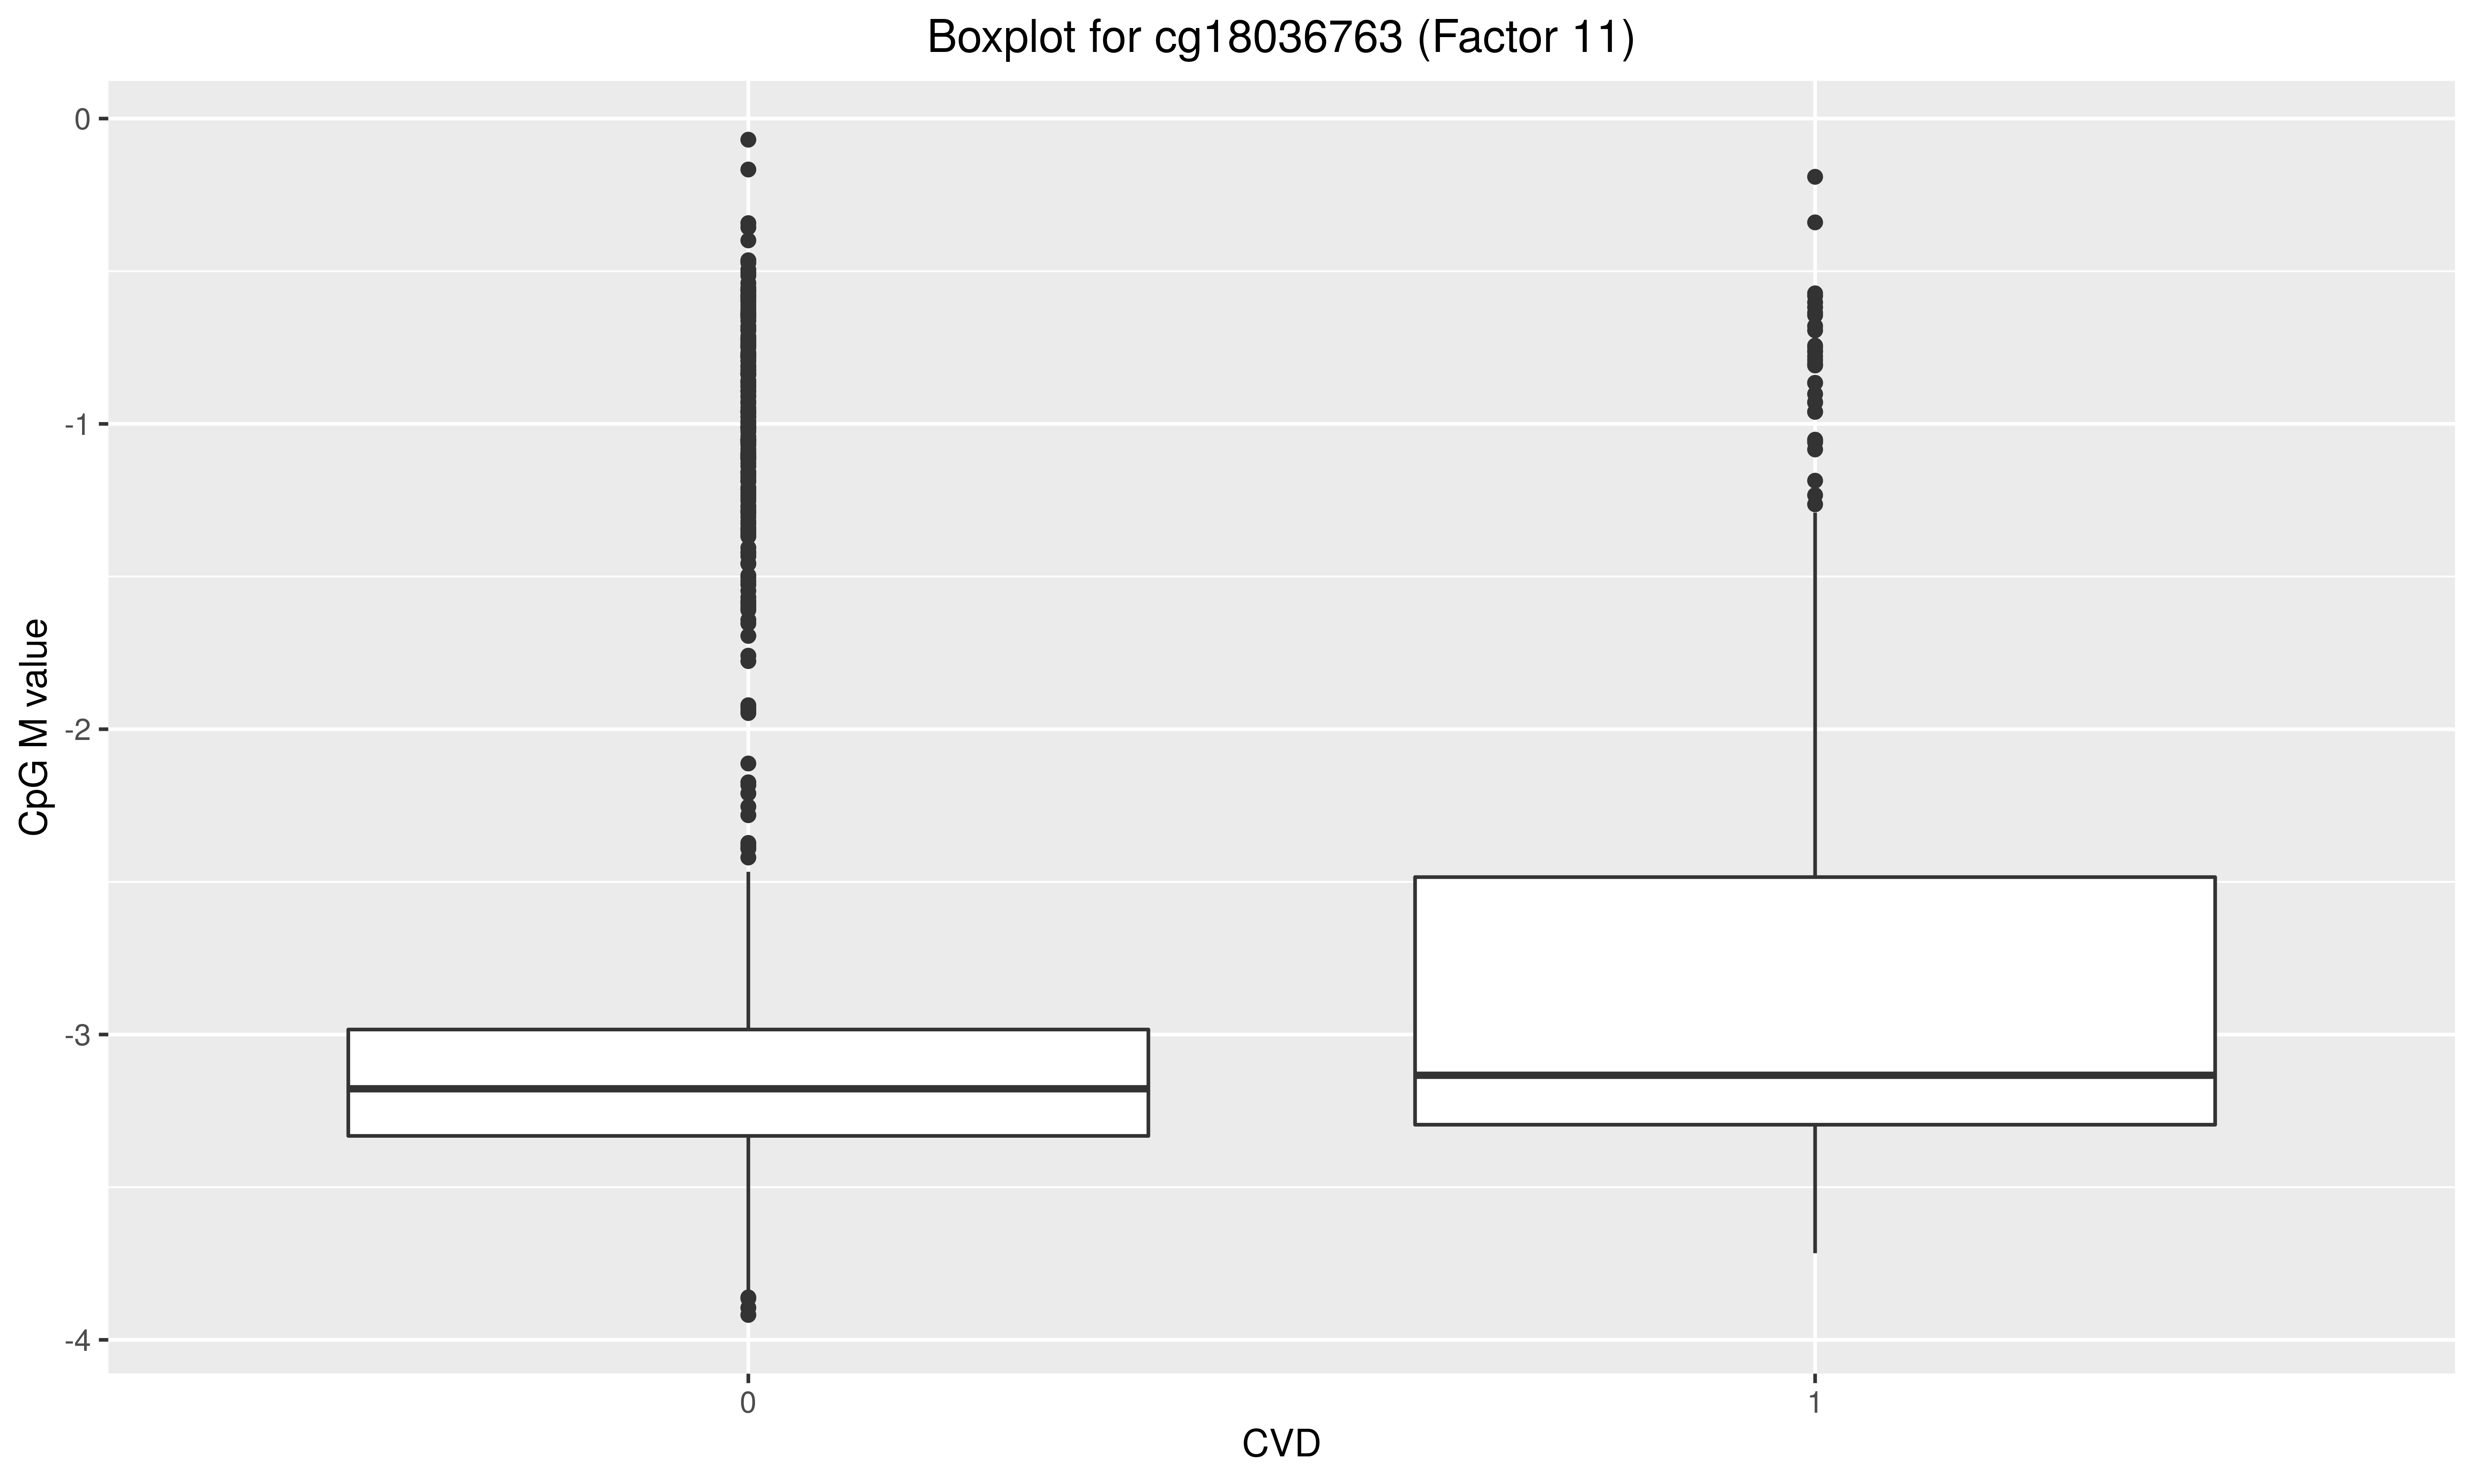 Boxplot for cg18036763 (Factor 11)
0
-1
-2
-3
-4
CpG M value
0 1
CVD